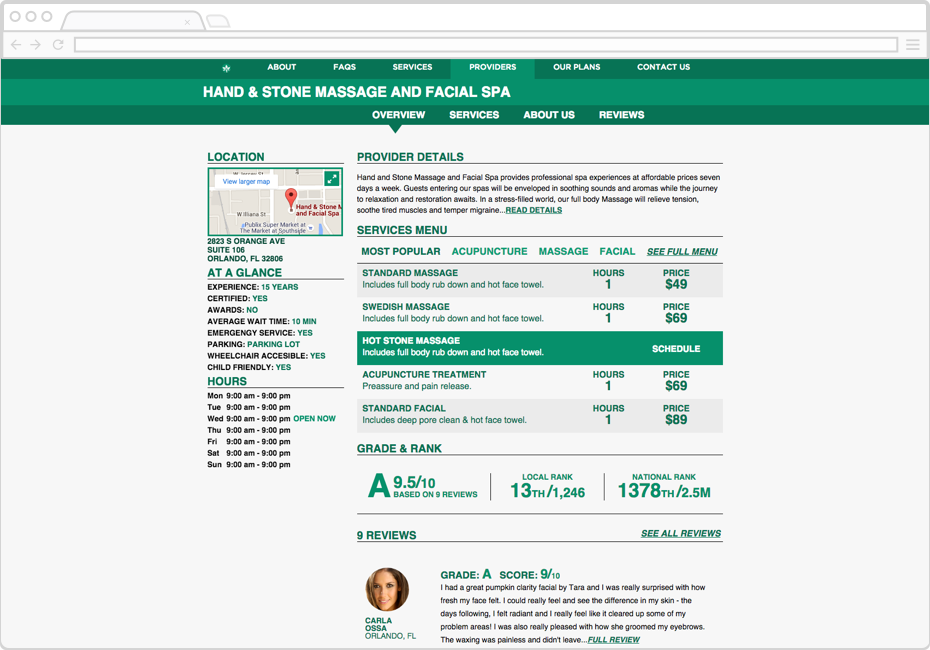 ABOUT FAQS SERVICES PROVIDERS OUR PLANS CONTACT US
HAND & STONE MASSAGE AND FACIAL SPA
OVERVIEW SERVICES ABOUT US REVIEWS
LOCATION
View larger map
Hand & Stone M
and Facial Spa
W Illiana St
Publix Super Market at
The Market at Southside
2823 S ORANGE AVE
SUITE 106
ORLANDO, FL 32806
AT A GLANCE
EXPERIENCE: 15 YEARS
CERTIFIED: YES
AWARDS: NO
AVERAGE WAIT TIME: 10 MIN
EMERGENCY SERVICE: YES
PARKING: PARKING LOT
WHEELCHAIR ACCESIBLE: YES
CHILD FRIENDLY: YES
HOURS
Mon 9:00 am - 9:00 pm
Tue 9:00 am - 9:00 pm
Wed 9:00 am - 9:00 pm OPEN NOW
Thu 9:00 am - 9:00 pm
Fri 9:00 am - 9:00 pm
Sat 9:00 am - 9:00 pm
Sun 9:00 am - 9:00 pm
PROVIDER DETAILS
Hand and Stone Massage and Facial Spa provides professional spa experiences at affordable prices seven
days a week. Guests entering our spas will be enveloped in soothing sounds and aromas while the journey
to relaxation and restoration awaits. In a stress-filled world, our full body Massage will relieve tension,
soothe tired muscles and temper migraine...READ DETAILS
SERVICES MENU
MOST POPULAR ACUPUNCTURE MASSAGE FACIAL SEE FULL MENU
STANDARD MASSAGE HOURS PRICE
Includes full body rub down and hot face towel. 1 $49
SWEDISH MASSAGE HOURS PRICE
Includes full body rub down and hot face towel. 1 $69
HOT STONE MASSAGE
Includes full body rub down and hot face towel. SCHEDULE
ACUPUNCTURE TREATMENT HOURS PRICE
Preassure and pain release. 1 $69
STANDARD FACIAL HOURS PRICE
Includes deep pore clean & hot face towel. 1 $89
GRADE & RANK
A 9.5/10
BASED ON 9 REVIEWS
LOCAL RANK
13TH/1,246
NATIONAL RANK
1378TH/2.5M
9 REVIEWS SEE ALL REVIEWS
CARLA
OSSA
ORLANDO, FL
GRADE: A SCORE: 9/10
I had a great pumpkin clarity facial by Tara and I was really surprised with how
fresh my face felt. I could really feel and see the difference in my skin - the
days following, I felt radiant and I really feel like it cleared up some of my
problem areas! I was also really pleased with how she groomed my eyebrows.
The waxing was painless and didn't leave...FULL REVIEW